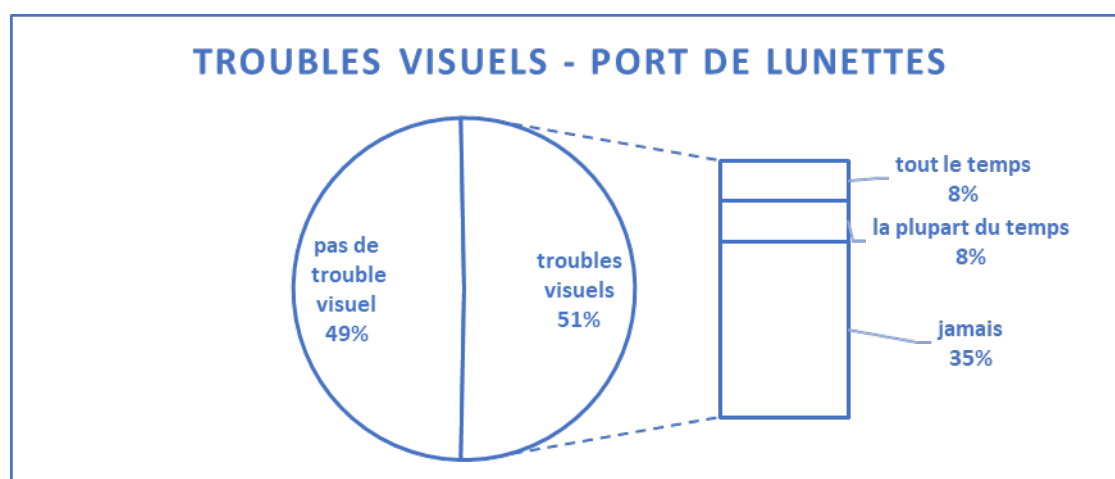 TROUBLES VISUELS - PORT DE LUNETTES
pas de
trouble
visuel
49%
troubles
visuels
51%
tout le temps
8%
la plupart du temps
8%
jamais
35%